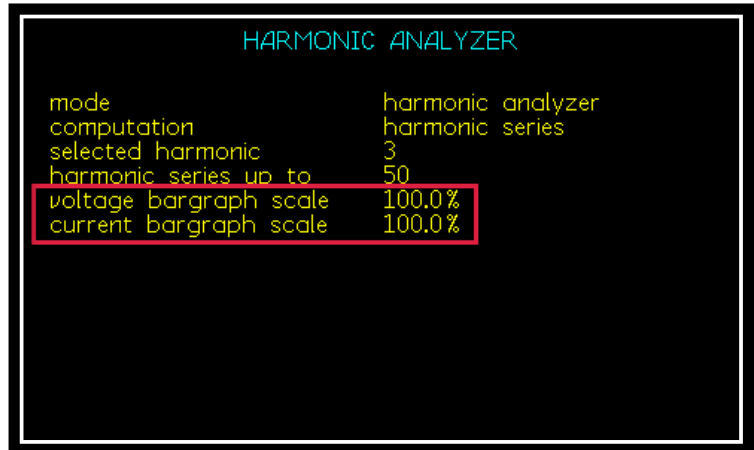 HARMONIC ANALYZER
mode harmonic analyzer
computation harmonic series
selected harmonic 3
harmonic series up to 50
voltage bargraph scale 100.0%
current bargraph scale 100.0%